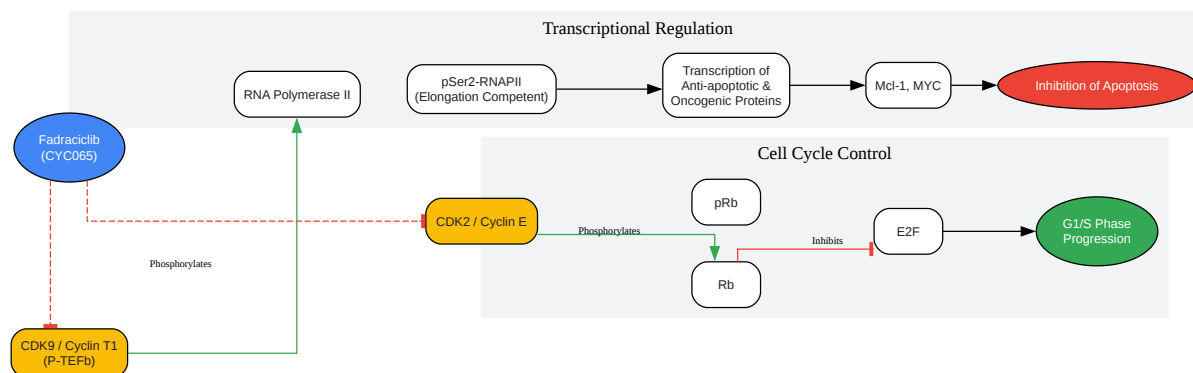 Transcriptional Regulation
RNA Polymerase II
pSer2-RNAPII
(Elongation Competent)
Transcription of
Anti-apoptotic &
Oncogenic Proteins
Mcl-1, MYC
Inhibition of Apoptosis
Fadraciclib
(CYC065)
Cell Cycle Control
CDK2 / Cyclin E
Phosphorylates
pRb
Rb
Inhibits
E2F
G1/S Phase
Progression
Phosphorylates
CDK9 / Cyclin T1
(P-TEFb)